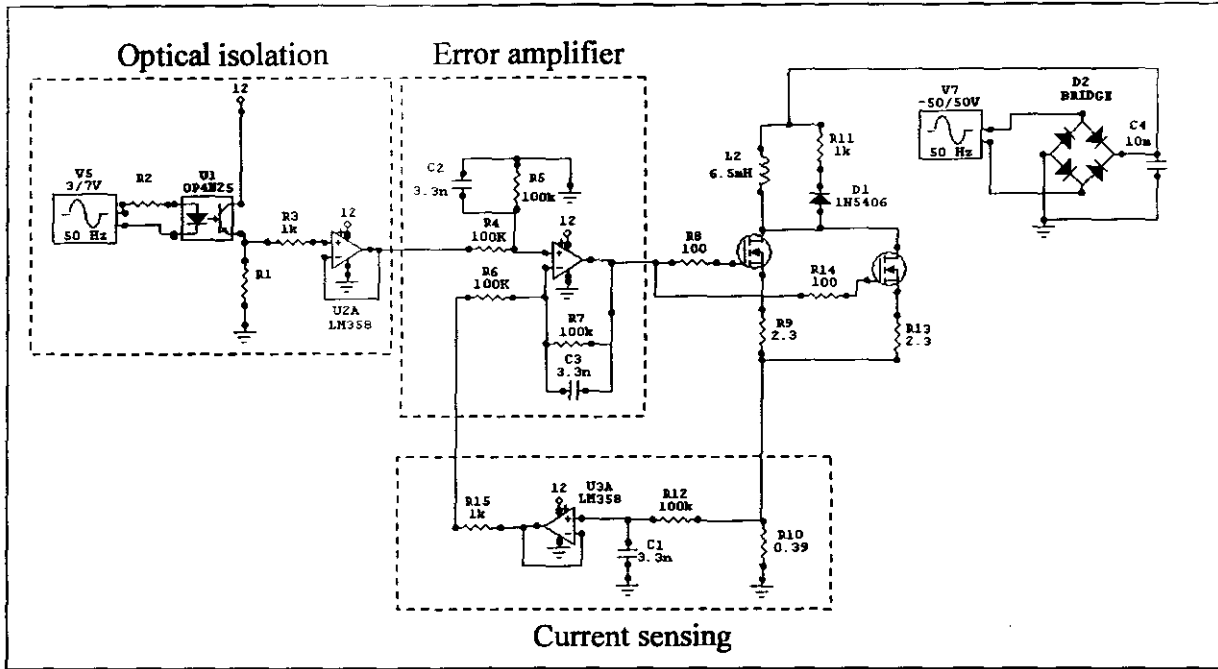 Optical isolation
Error amplifier
12
V5
3/7V
50 Hz
R2
U1
OP4N25
R3
1k
12
U2A
LM358
R1
C2
3.3n
R5
100k
R4
100K
R6
100K
12
R7
100k
C3
3.3n
R8
100
L2
6.5mH
R11
1k
D1
1N5406
R14
100
R9
2.3
R13
2.3
V7
-50/50V
50 Hz
D2
BRIDGE
C4
10m
R15
1k
12
U3A
LM358
R12
100k
C1
3.3n
R10
0.39
Current sensing